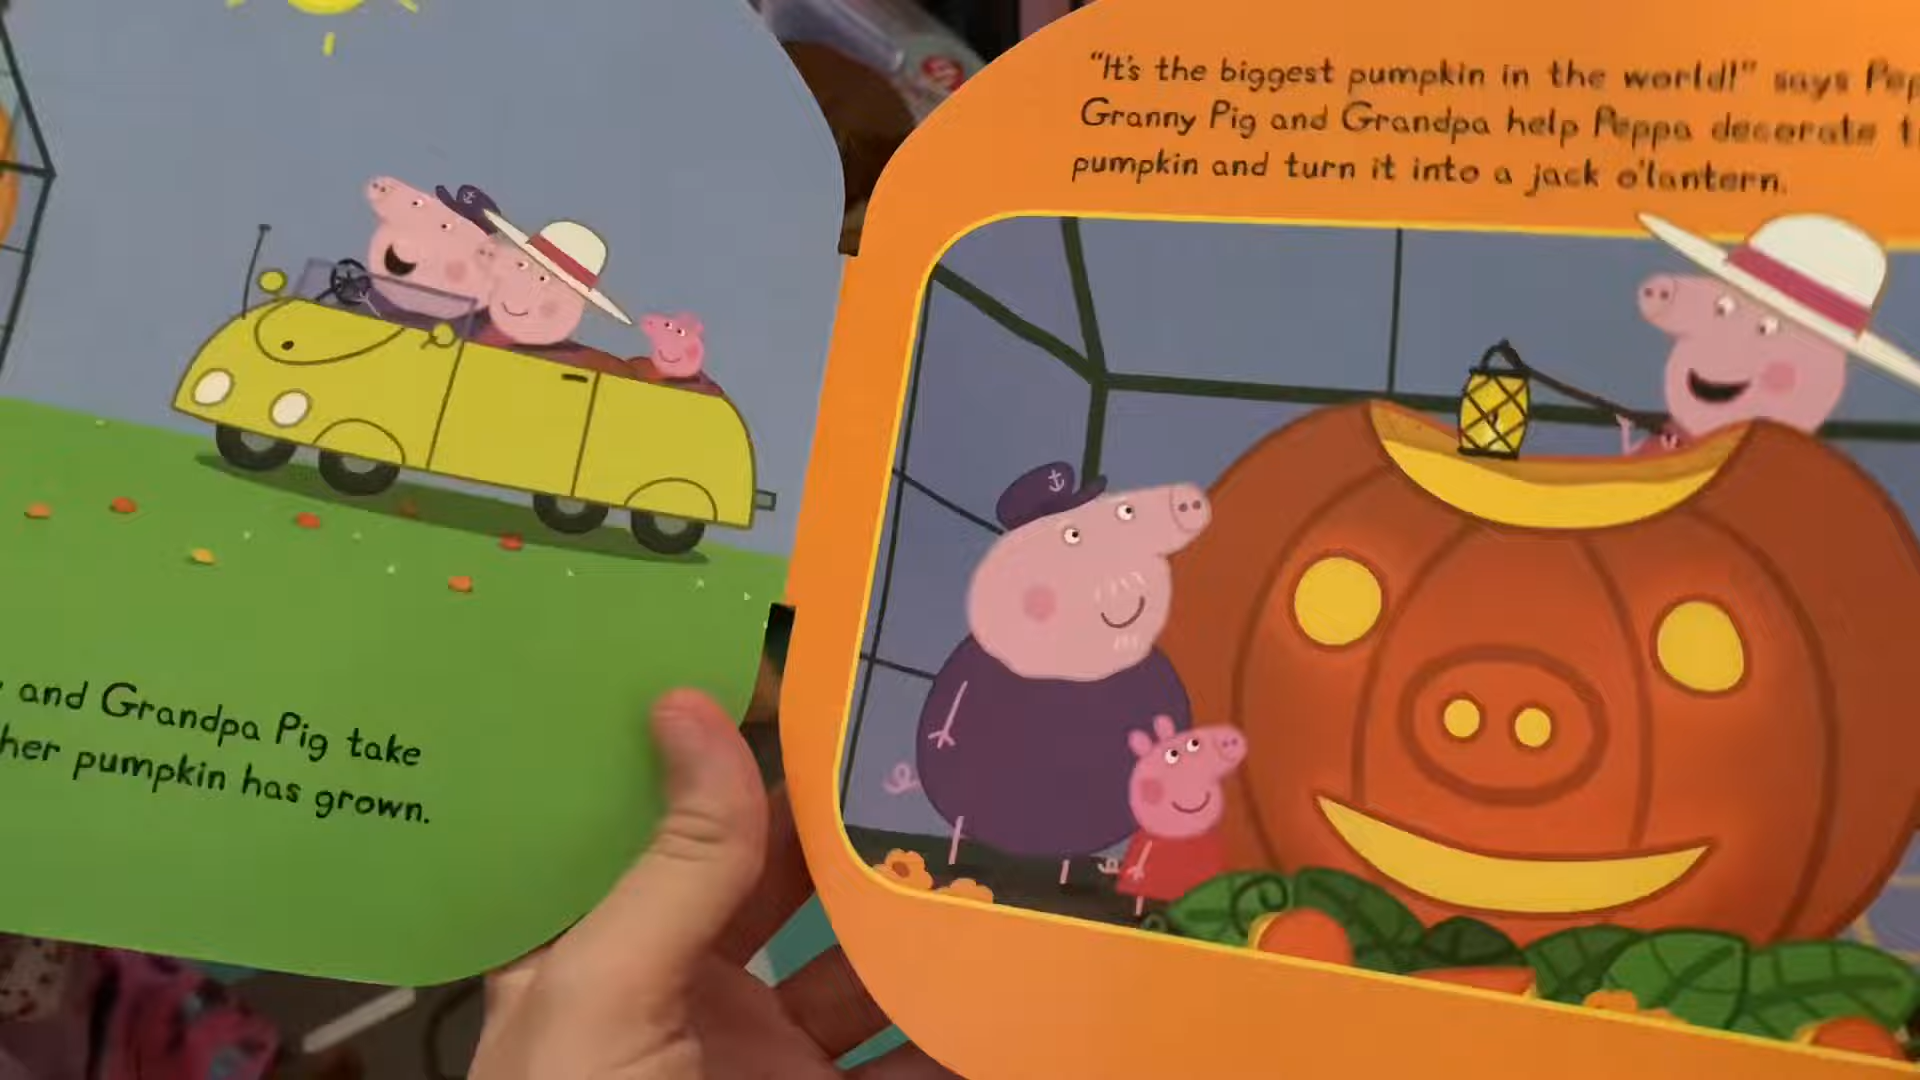 and Grandpa Pig take
her pumpkin has grown.
"It's the biggest pumpkin in the world!" says
Granny Pig and Grandpa help Peppa decorate
pumpkin and turn it into a jack o'lantern.